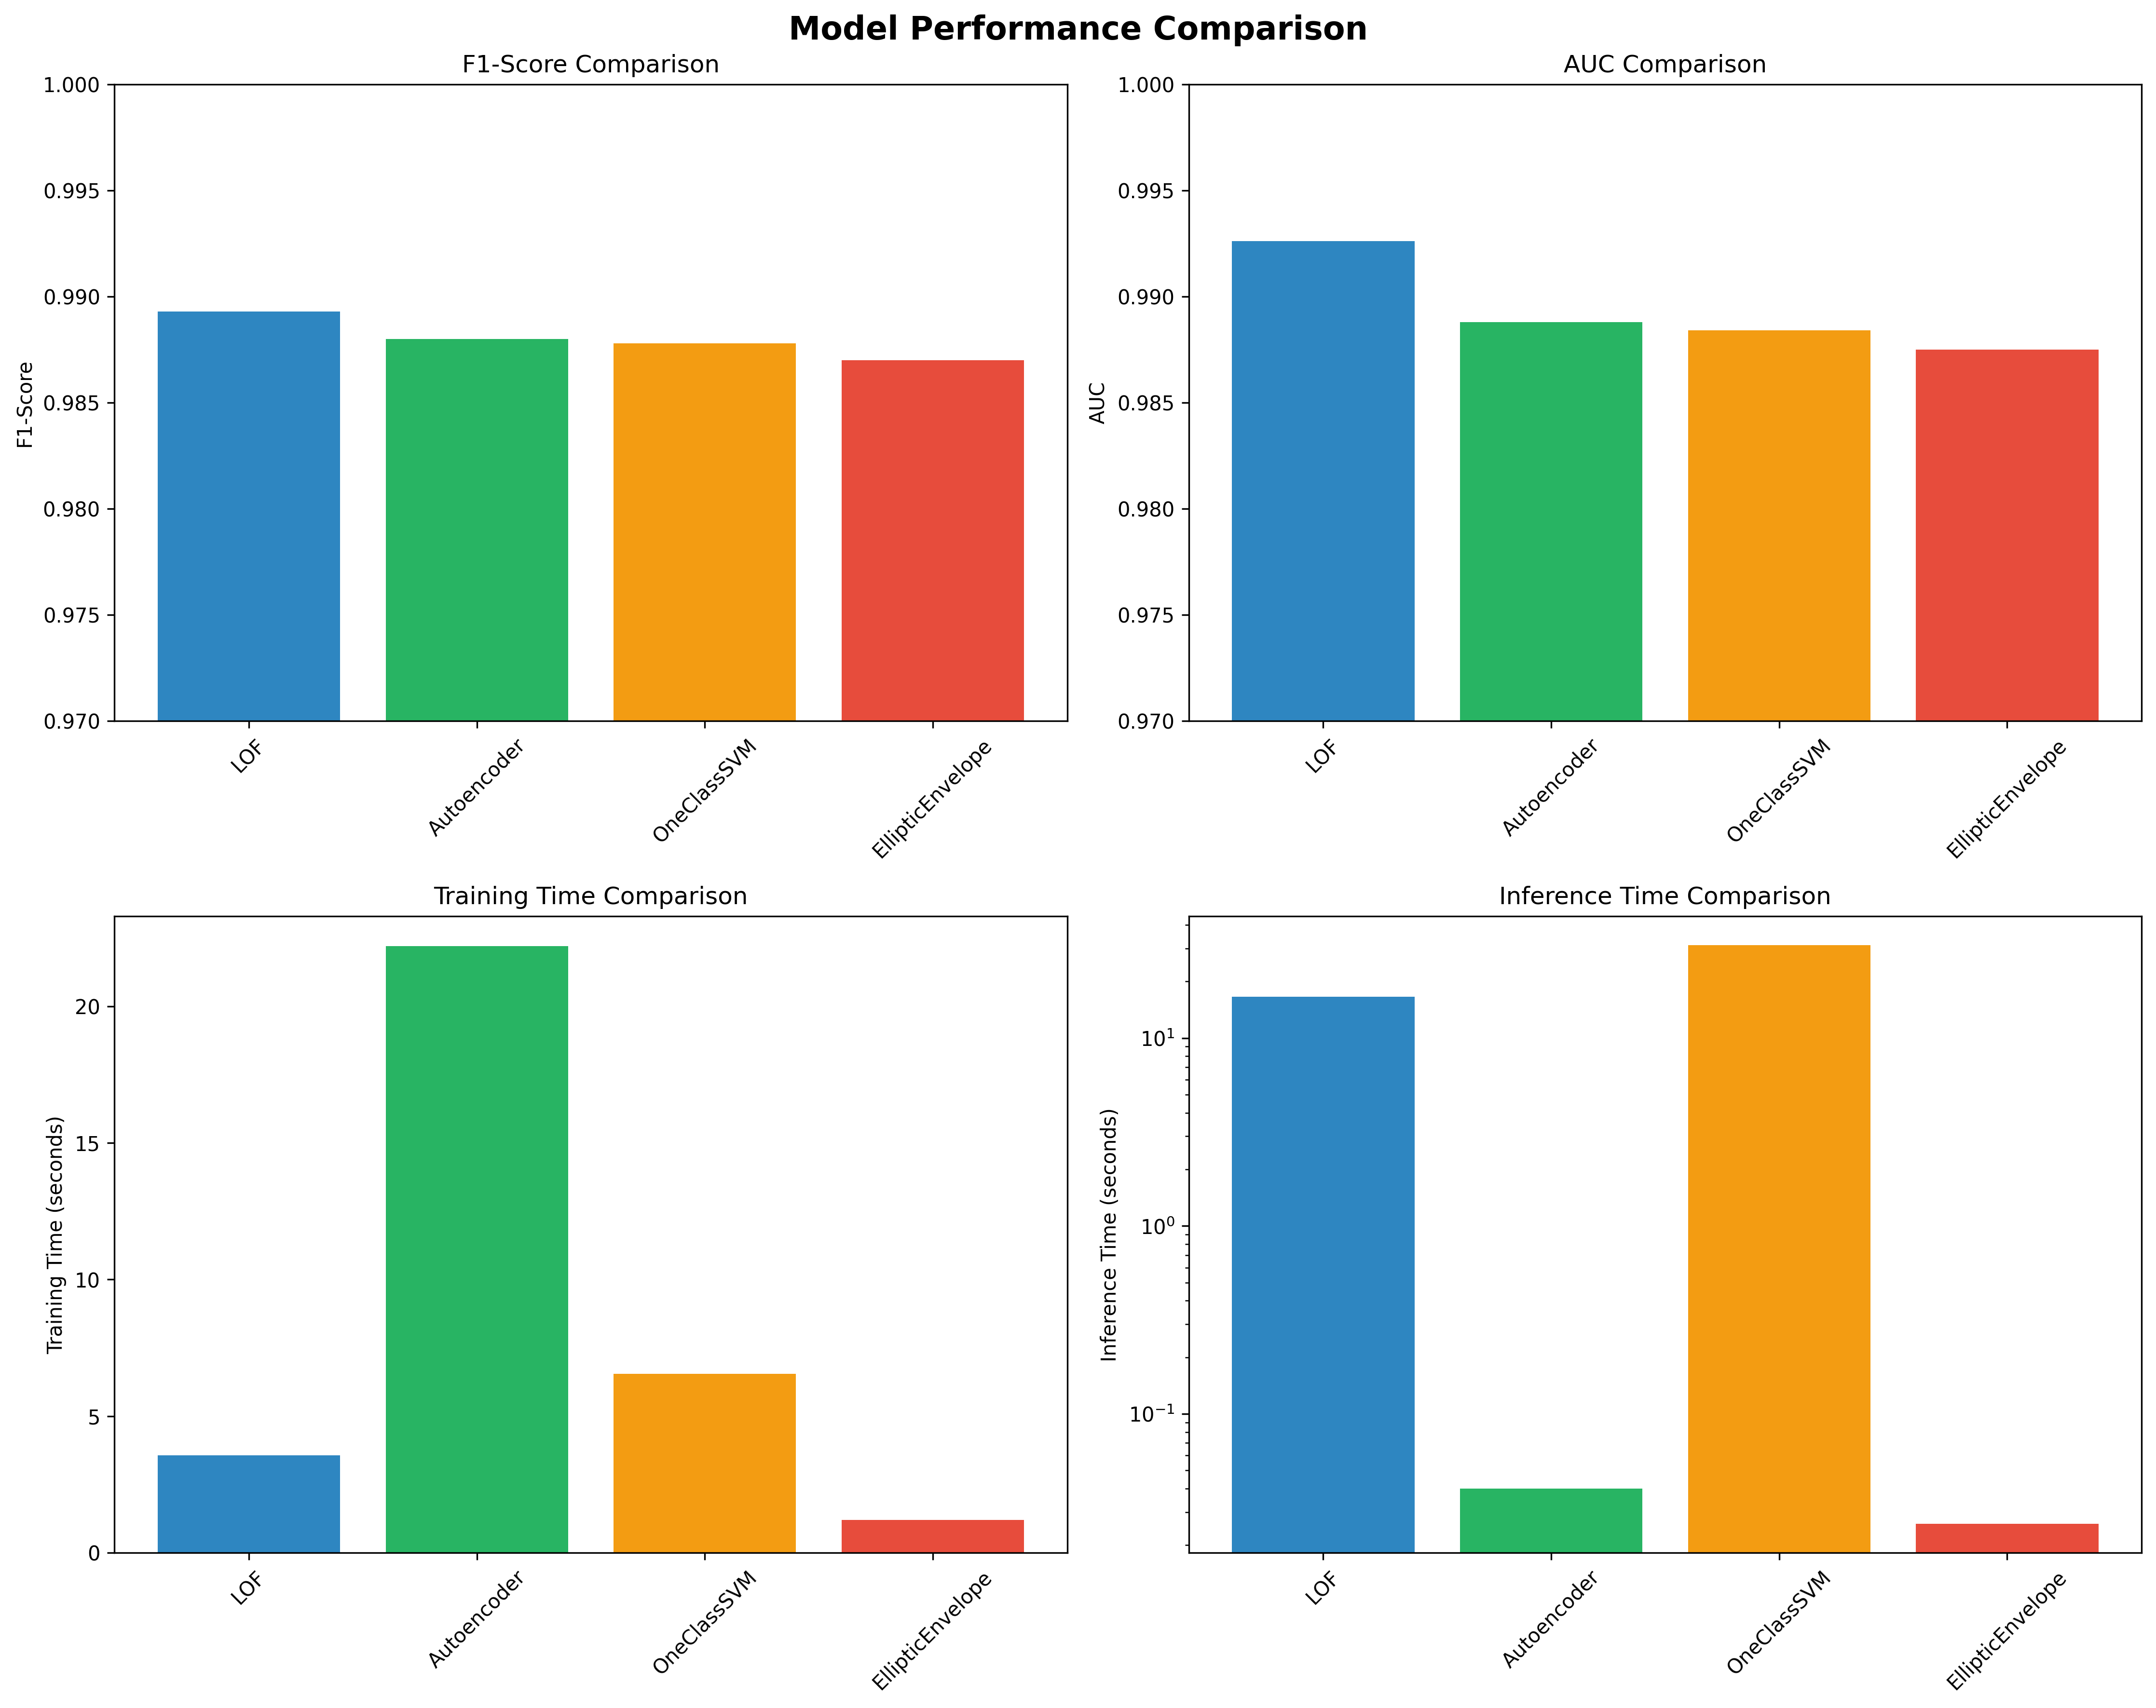 Model Performance Comparison
F1-Score Comparison
F1-Score
1.000
0.995
0.990
0.985
0.980
0.975
0.970
LOF
Autoencoder
OneClassSVM
EllipticEnvelope
AUC Comparison
AUC
1.000
0.995
0.990
0.985
0.980
0.975
0.970
LOF
Autoencoder
OneClassSVM
EllipticEnvelope
Training Time Comparison
Training Time (seconds)
20
15
10
5
0
LOF
Autoencoder
OneClassSVM
EllipticEnvelope
Inference Time Comparison
Inference Time (seconds)
10¹
10⁰
10⁻¹
LOF
Autoencoder
OneClassSVM
EllipticEnvelope